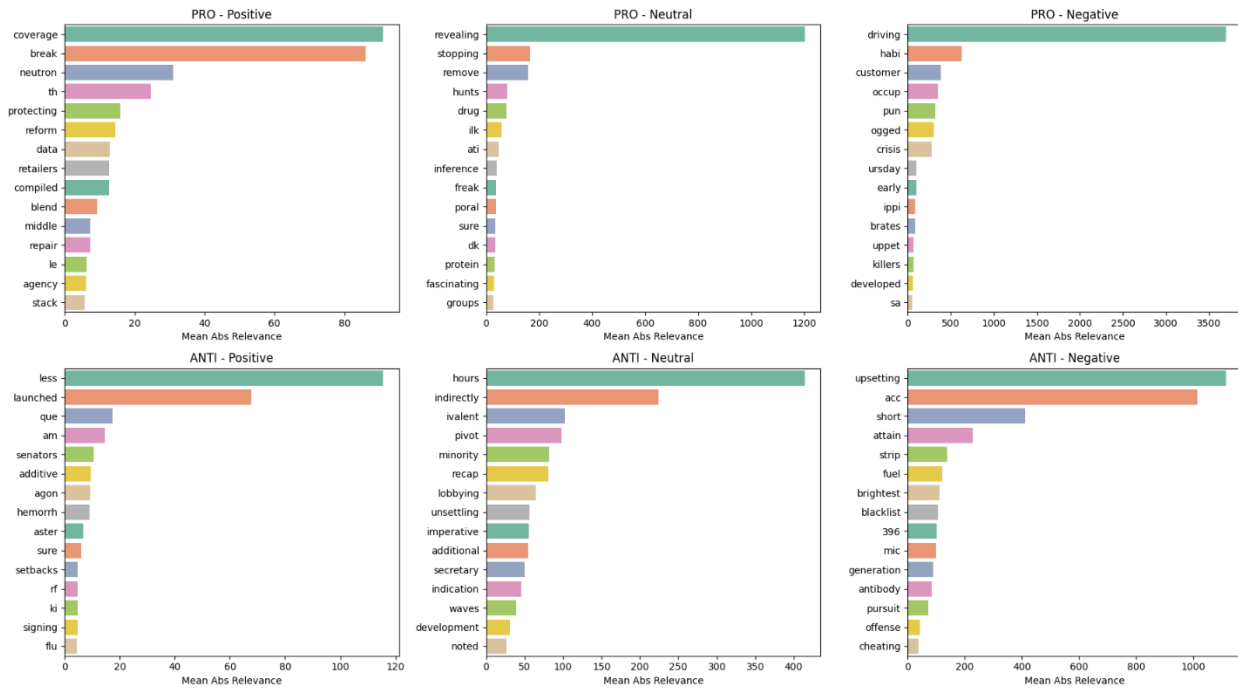 PRO - Positive
coverage
break
neutron
th
protecting
reform
data
retailers
compiled
blend
middle
repair
le
agency
stack
0 20 40 60 80
Mean Abs Relevance
PRO - Neutral
revealing
stopping
remove
hunts
drug
ilk
ati
inference
freak
poral
sure
dk
protein
fascinating
groups
0 200 400 600 800 1000 1200
Mean Abs Relevance
PRO - Negative
driving
habi
customer
occup
pun
ogged
crisis
ursday
early
ippi
brates
uppet
killers
developed
sa
0 500 1000 1500 2000 2500 3000 3500
Mean Abs Relevance
ANTI - Positive
less
launched
que
am
senators
additive
agon
hemorrh
aster
sure
setbacks
rf
ki
signing
flu
0 20 40 60 80 100 120
Mean Abs Relevance
ANTI - Neutral
hours
indirectly
ivalent
pivot
minority
recap
lobbying
unsettling
imperative
additional
secretary
indication
waves
development
noted
0 50 100 150 200 250 300 350 400
Mean Abs Relevance
ANTI - Negative
upsetting
acc
short
attain
strip
fuel
brightest
blacklist
396
mic
generation
antibody
pursuit
offense
cheating
0 200 400 600 800 1000
Mean Abs Relevance